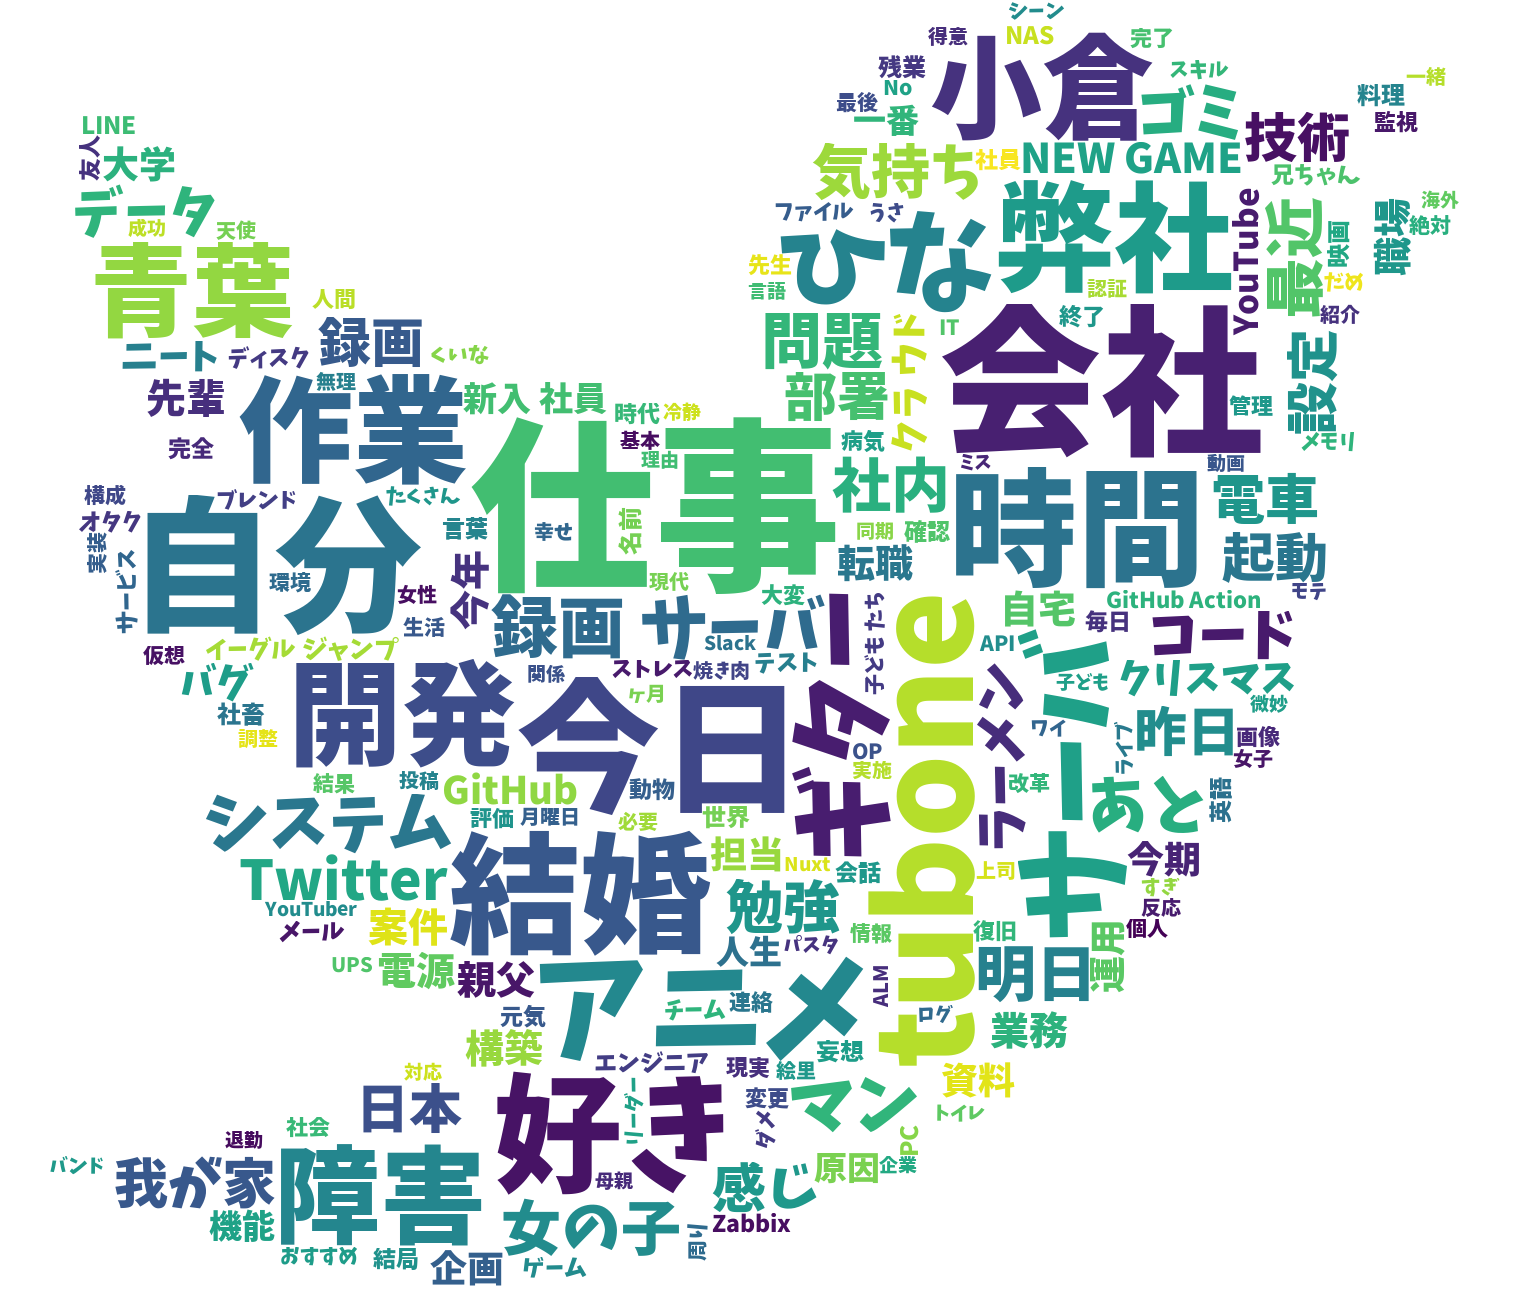 シーン
得意
NAS
完了
小倉
残業
No
スキル
一緒
最後
一番
ゴミ
料理
LINE
技術
監視
友人
大学
気持ち
社員
NEW GAME
兄ちゃん
データ
成功
天使
ファイル
うさ
弊社
YouTube
最近
職場
海外
絶対
青葉
ひな
映画
先生
言語
認証
だめ
人間
録画
問題
クラウド
IT
終了
紹介
ニート
ディスク
くいな
会社
設定
先輩
無理
作業
新入 社員
時代
冷静
部署
管理
完全
仕事
基本
理由
病気
メモリ
社内
ミス
動画
構成
ブレンド
たくさん
時間
電車
オタク
自分
言葉
幸せ
名前
同期
確認
実装
サービス
環境
今年
転職
起動
女性
現代
大変
モテ
生活
録画
サーバー
子どもたち
tubone
自宅
GitHub Action
毎日
コード
仮想
イーグル ジャンプ
Slack
API
サーバー
バグ
開発
関係
ストレス
焼き肉
テスト
ギター
ラーメン
子ども
クリスマス
社畜
今日
ヶ月
微妙
調整
OP
ワイ
ライブ
昨日
画像
女子
結果
投稿
GitHub
動物
実施
改革
あと
英語
システム
評価
月曜日
必要
世界
結婚
担当
Nuxt
会話
上司
今期
Twitter
YouTuber
案件
勉強
すぎ
反応
メール
人生
パスタ
情報
復旧
個人
UPS
電源
親父
アニメ
ALM
明日
運用
元気
チーム
連絡
ログ
構築
妄想
業務
エンジニア
現実
絵里
対応
好き
リーダー
変更
ダメ
マン
資料
日本
トイレ
社会
退勤
PC
バンド
我が家
障害
母親
感じ
原因
企業
機能
女の子
周り
Zabbix
おすすめ
結局
企画
ゲーム